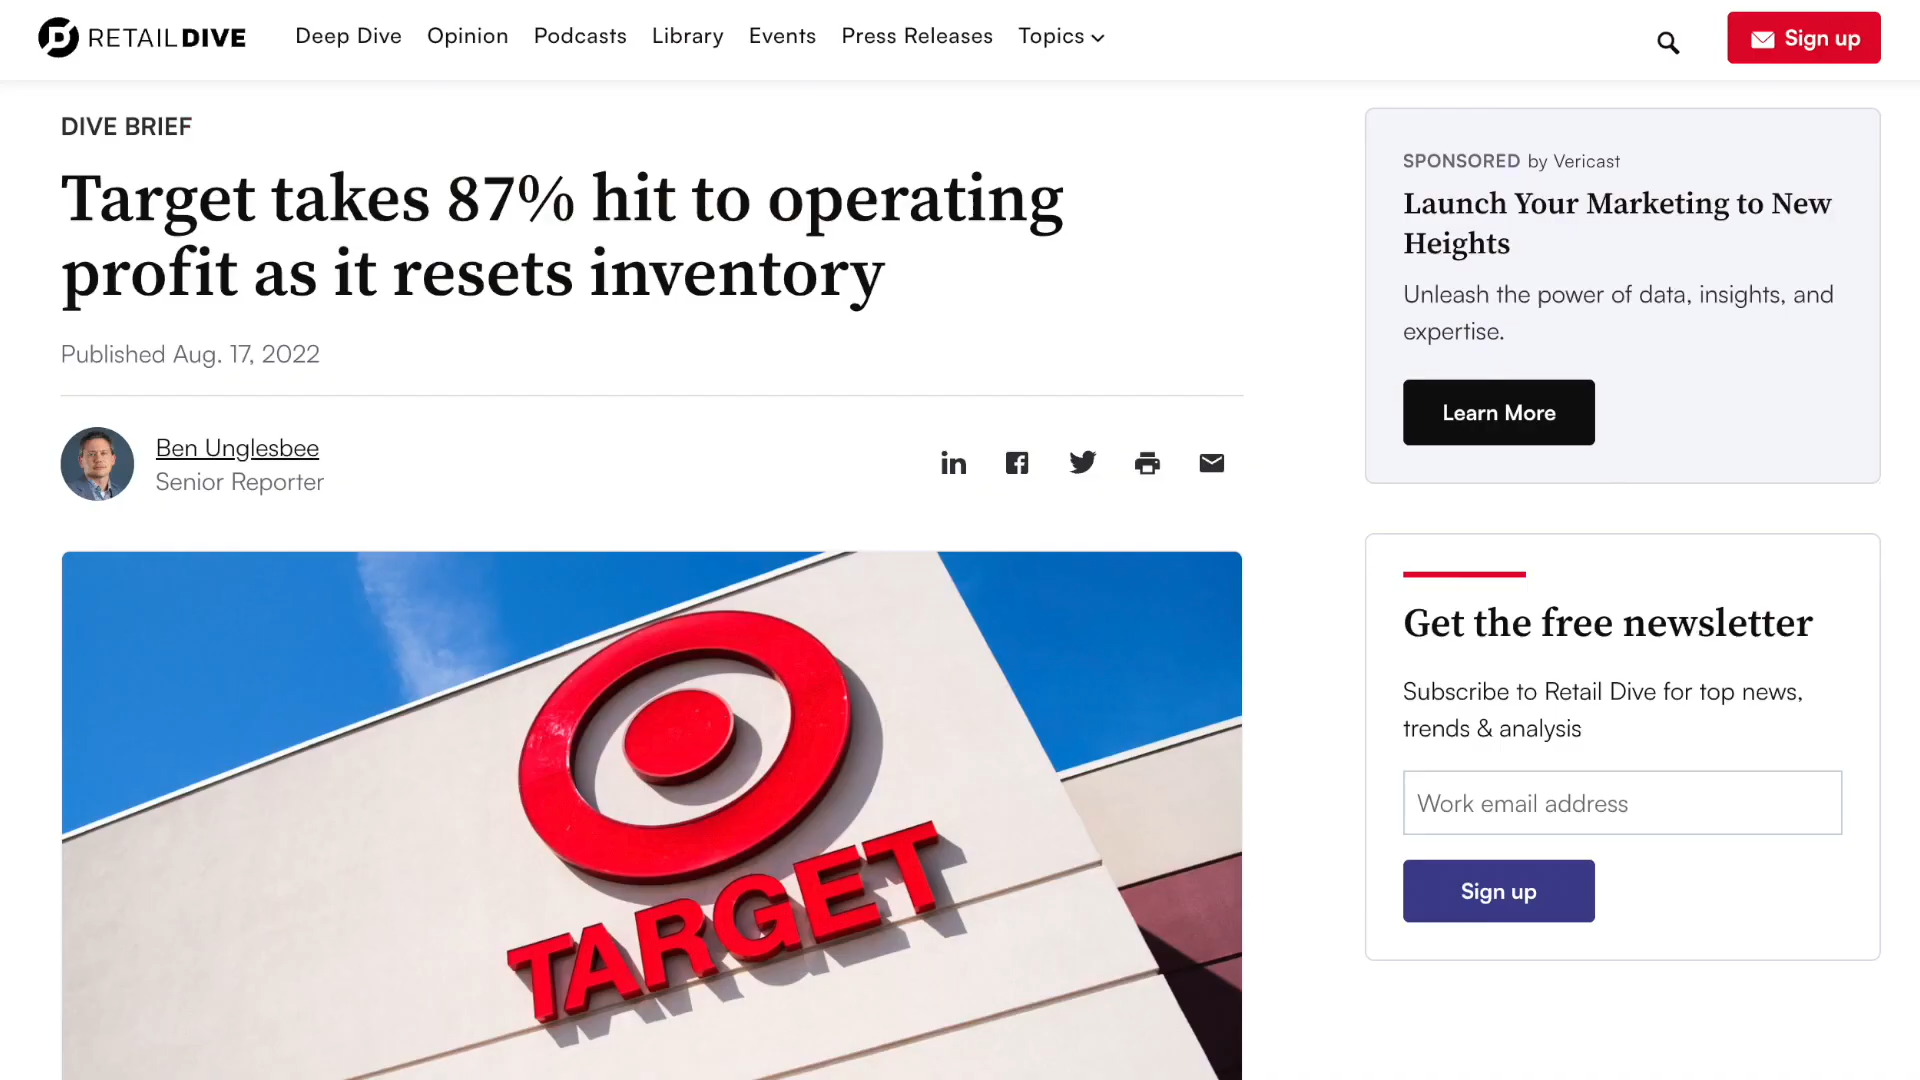 RETAIL DIVE
Deep Dive
Opinion
Podcasts
Library
Events
Press Releases
Topics
Sign up
DIVE BRIEF
Target takes 87% hit to operating
profit as it resets inventory
Published Aug. 17, 2022
Ben Unglesbee
Senior Reporter
TARGET
SPONSORED by Vericast
Launch Your Marketing to New
Heights
Unleash the power of data, insights, and
expertise.
Learn More
Get the free newsletter
Subscribe to Retail Dive for top news,
trends & analysis
Work email address
Sign up